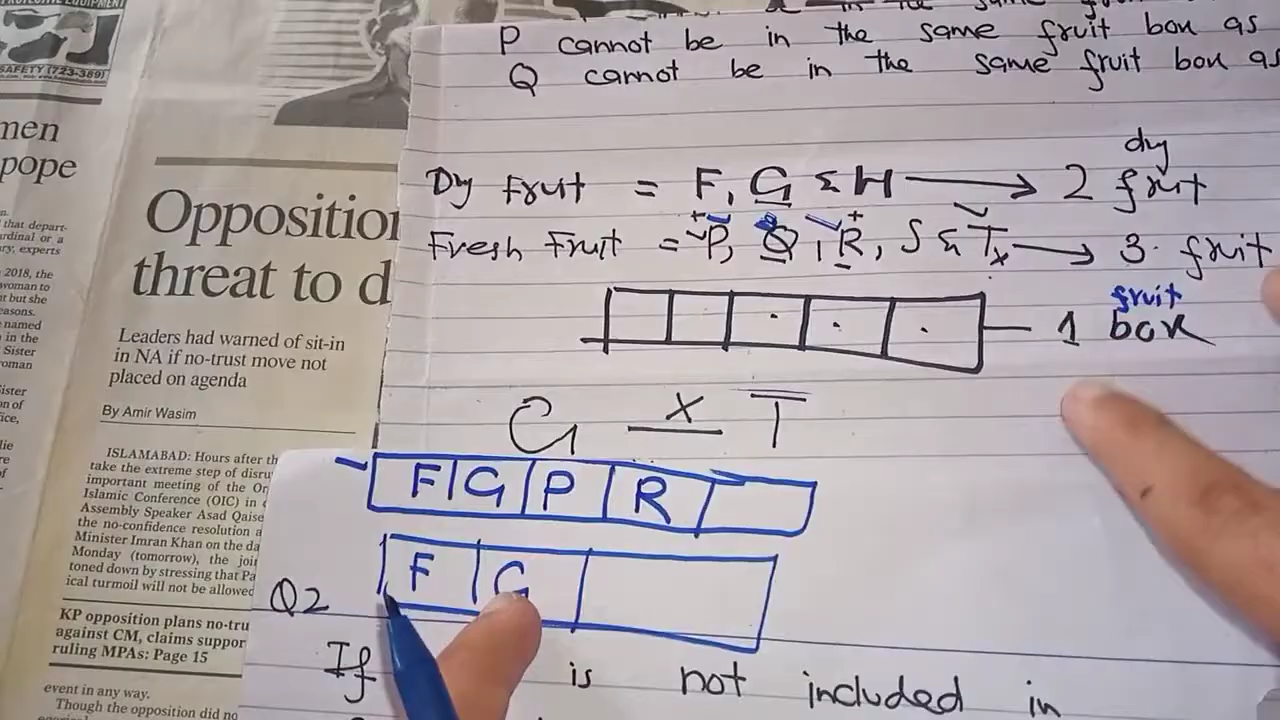 SAFETY (723-389)
men
pope
Opposition
threat to d
Leaders had warned of sit-in
in NA if no-trust move not
placed on agenda
By Amir Wasim
ISLAMABAD: Hours after th
take the extreme step of disru
important meeting of the Or
Islamic Conference (OIC) in
Assembly Speaker Asad Qaise
the no-confidence resolution a
Minister Imran Khan on the da
Monday (tomorrow), the joi
toned down by stressing that Pa
ical turmoil will not be allowed
KP opposition plans no-tru
against CM, claims suppor
ruling MPAs: Page 15
event in any way.
Though the opposition did no
P cannot be in the same fruit box as
Q cannot be in the same fruit box as
Dry Fruit = F, G & H → 2 dry fruit
Fresh Fruit = P, Q, R, S & T → 3 fruit
1 fruit box
G x T
F G P R
F G
Q2
If is not included in